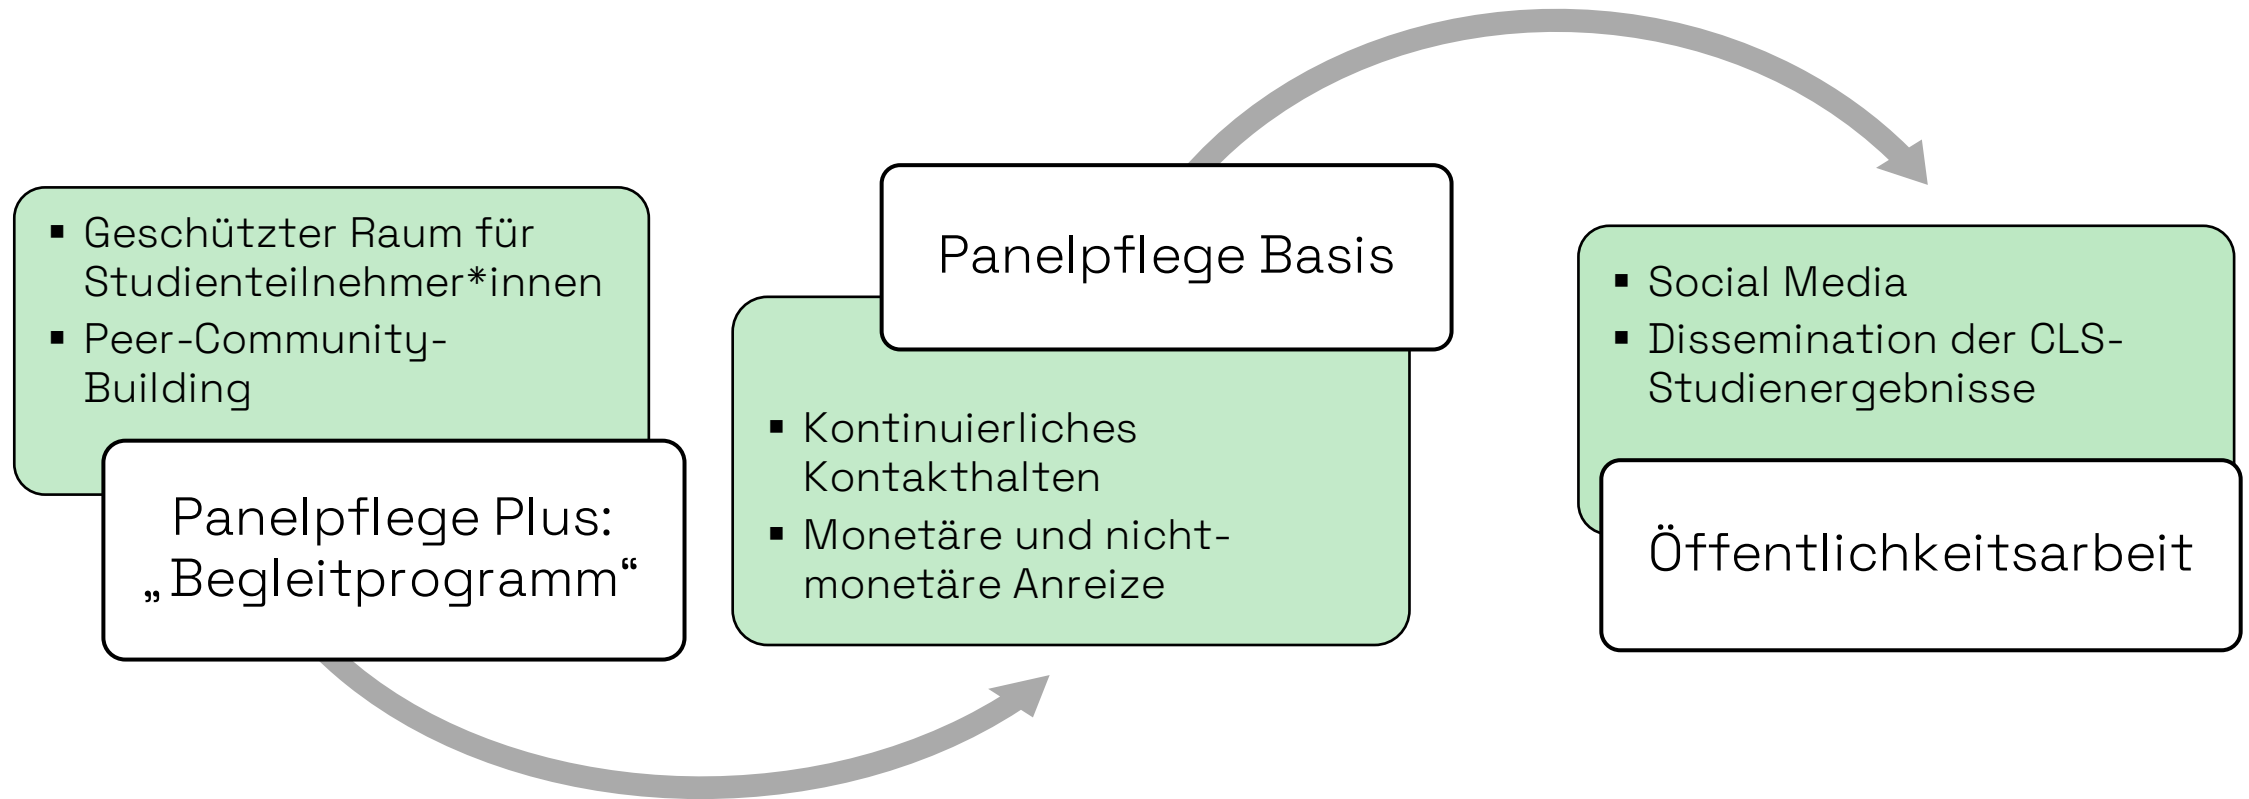 ▪ Geschützter Raum für
Studienteilnehmer*innen
▪ Peer-Community-
Building
Panelpflege Plus:
„Begleitprogramm“
Panelpflege Basis
▪ Kontinuierliches
Kontakthalten
▪ Monetäre und nicht-
monetäre Anreize
▪ Social Media
▪ Dissemination der CLS-
Studienergebnisse
Öffentlichkeitsarbeit